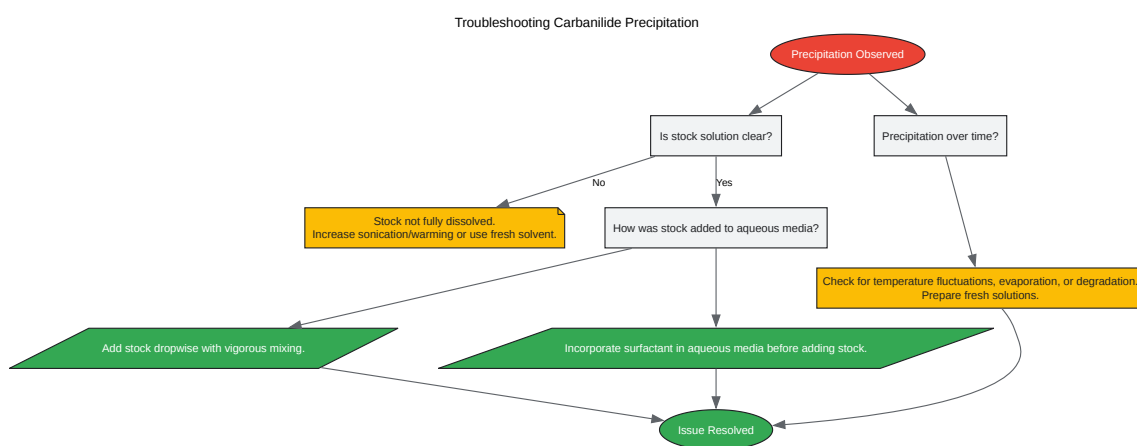 Troubleshooting Carbanilide Precipitation
Precipitation Observed
Is stock solution clear?
Precipitation over time?
No
Yes
Stock not fully dissolved.
Increase sonication/warming or use fresh solvent.
How was stock added to aqueous media?
Check for temperature fluctuations, evaporation, or degradation.
Prepare fresh solutions.
Add stock dropwise with vigorous mixing.
Incorporate surfactant in aqueous media before adding stock.
Issue Resolved